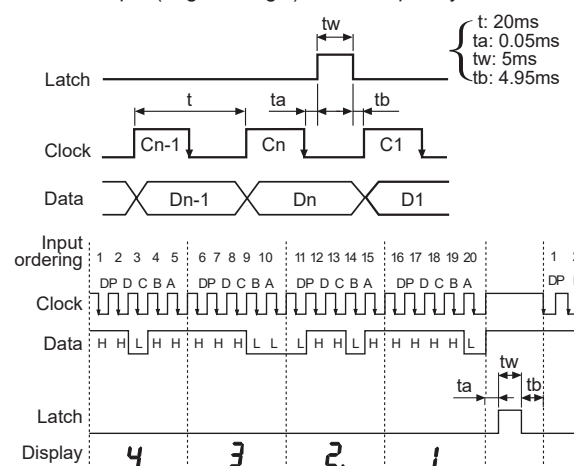 tw
t: 20ms
ta: 0.05ms
tw: 5ms
tb: 4.95ms
Latch
t
ta
tb
Clock
Cn-1
Cn
C1
Data
Dn-1
Dn
D1
Input
ordering
1 2 3 4 5 6 7 8 9 10 11 12 13 14 15 16 17 18 19 20 1
DP D C B A DP D C B A DP D C B A DP D C B A DP
Clock
Data
H H L H H H H H L L L H H L H H H H H L
tw
ta
tb
Latch
Display
4 3 2. 1